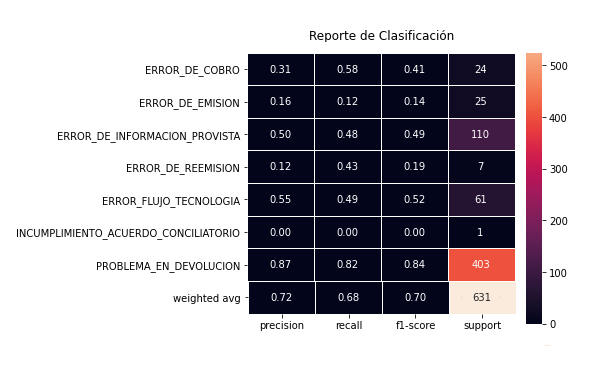 Reporte de Clasificación
ERROR_DE_COBRO 0.31 0.58 0.41 24
ERROR_DE_EMISION 0.16 0.12 0.14 25
ERROR_DE_INFORMACION_PROVISTA 0.50 0.48 0.49 110
ERROR_DE_REEMISION 0.12 0.43 0.19 7
ERROR_FLUJO_TECNOLOGIA 0.55 0.49 0.52 61
INCUMPLIMIENTO_ACUERDO_CONCILIATORIO 0.00 0.00 0.00 1
PROBLEMA_EN_DEVOLUCION 0.87 0.82 0.84 403
weighted avg 0.72 0.68 0.70 631
precision recall f1-score support
500
400
300
200
100
0